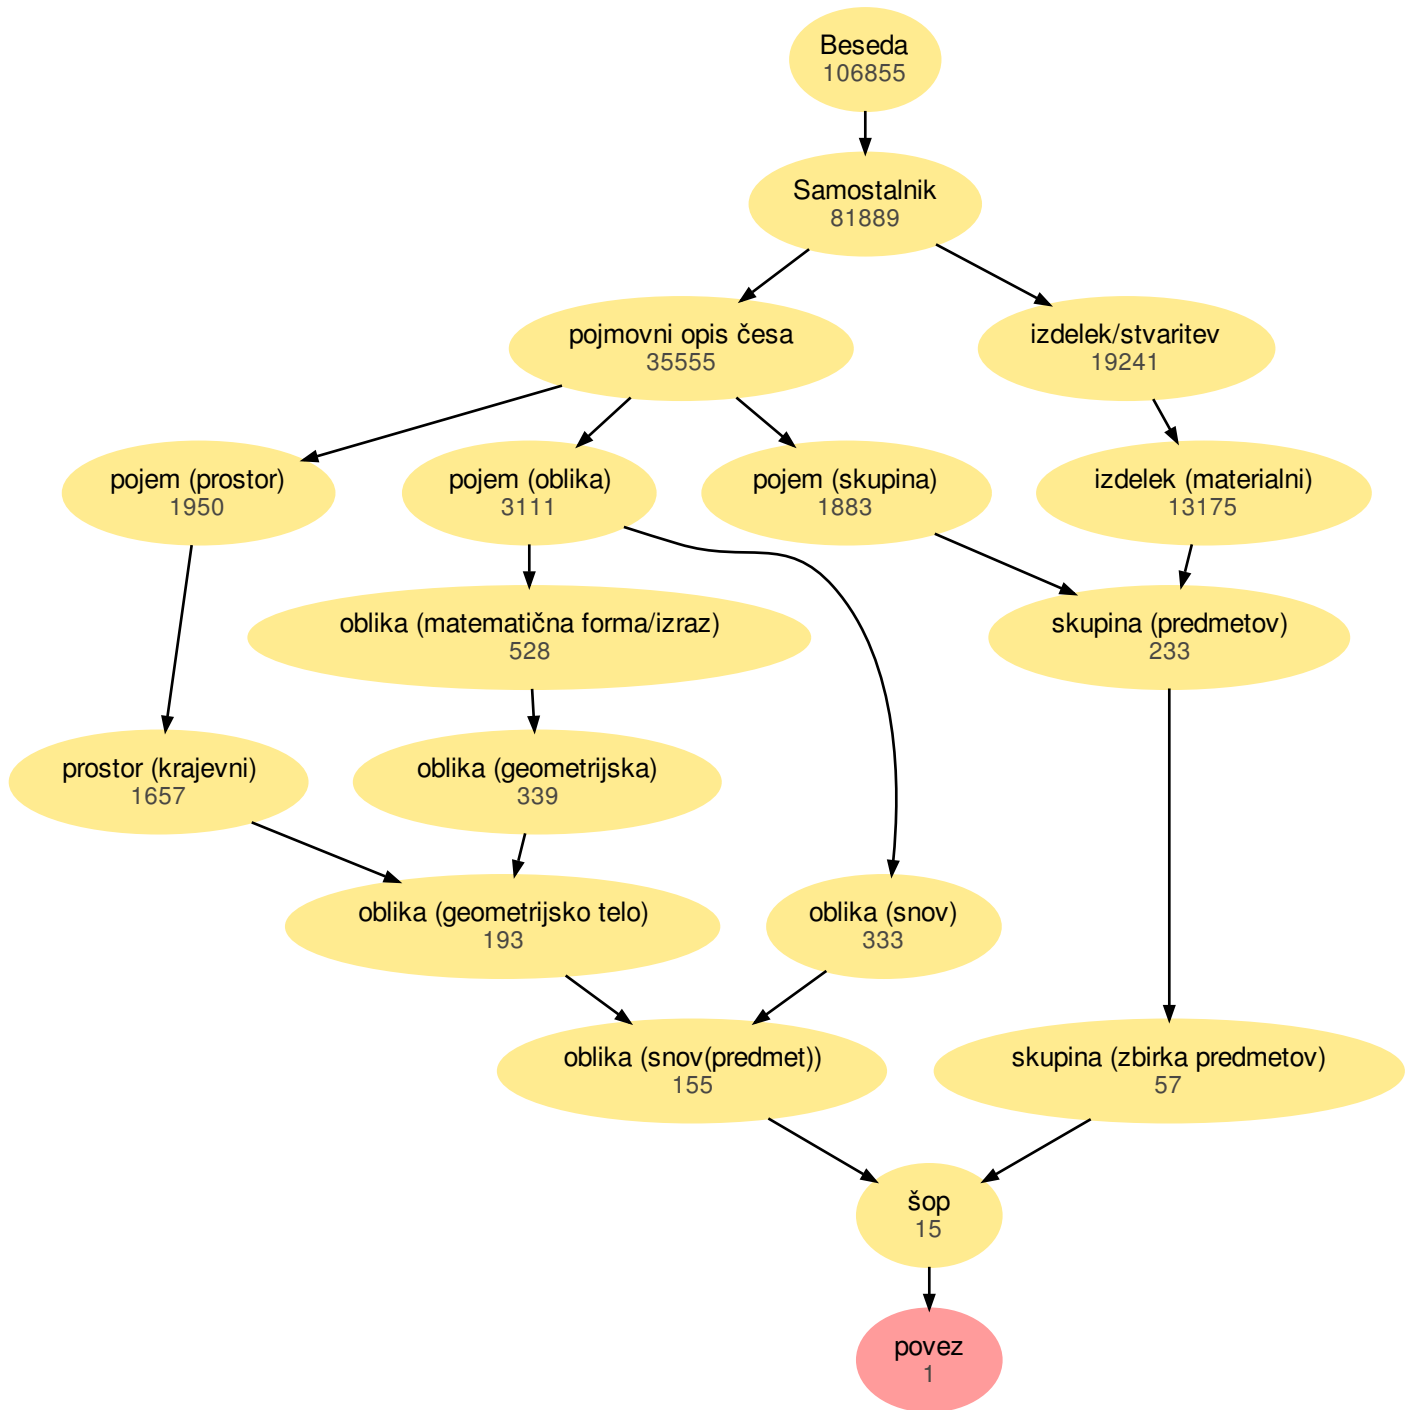 Beseda
106855
Samostalnik
81889
pojmovni opis česa
35555
izdelek/stvaritev
19241
pojem (prostor)
1950
pojem (oblika)
3111
pojem (skupina)
1883
izdelek (materialni)
13175
oblika (matematična forma/izraz)
528
skupina (predmetov)
233
prostor (krajevni)
1657
oblika (geometrijska)
339
oblika (geometrijsko telo)
193
oblika (snov)
333
oblika (snov(predmet))
155
skupina (zbirka predmetov)
57
šop
15
povez
1